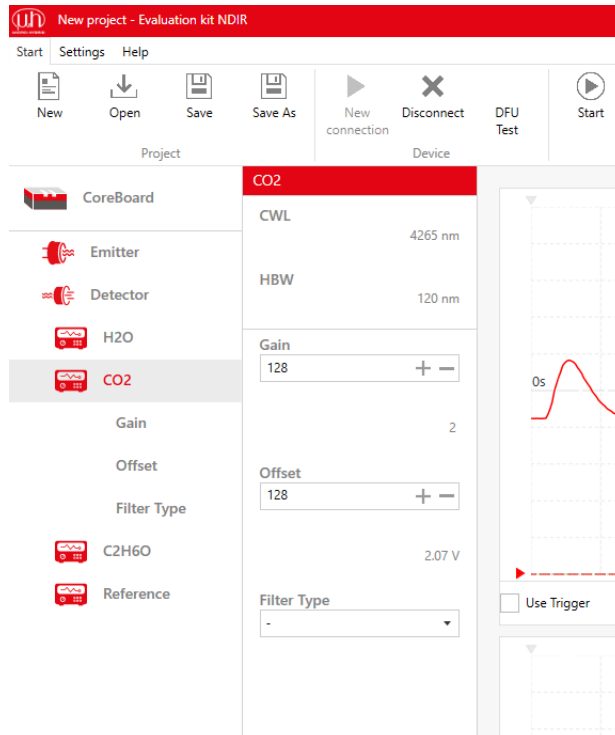 New project - Evaluation kit NDIR
Start Settings Help
New Open Save Save As New connection Disconnect DFU Test Start
Project Device
CoreBoard
Emitter
Detector
H2O
CO2
Gain
Offset
Filter Type
C2H6O
Reference
CO2
CWL
4265 nm
HBW
120 nm
Gain
128
2
Offset
128
2.07 V
Filter Type
-
0s
Use Trigger